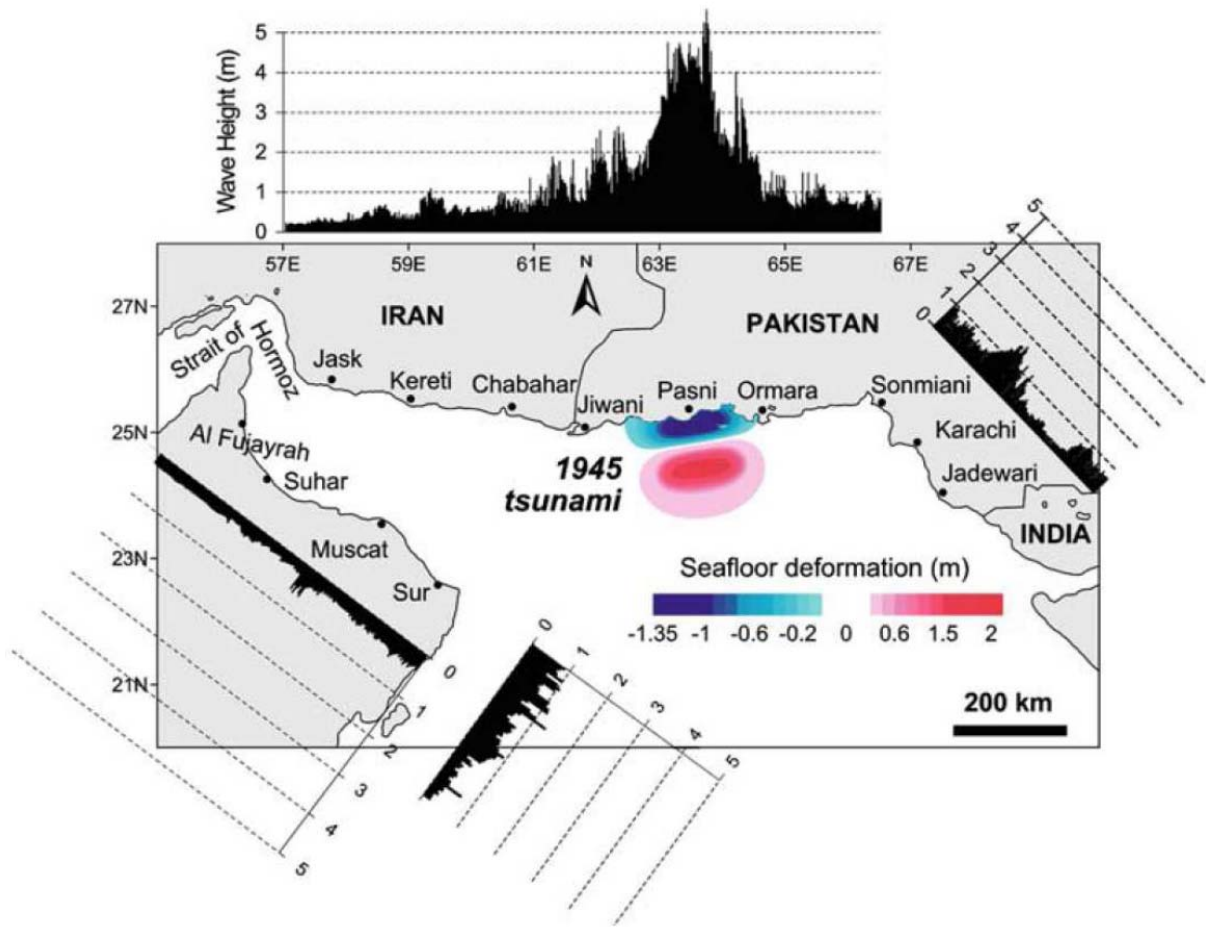 5
4
3
2
1
0
Wave Height (m)
57E 59E 61E N 63E 65E 67E
27N
25N
23N
21N
IRAN
PAKISTAN
INDIA
Strait of
Hormoz
Jask
Kereti
Chabahar
Jiwani
Pasni
Ormara
Sonmiani
Karachi
Jadewari
Al Fujayrah
Suhar
Muscat
Sur
1945
tsunami
Seafloor deformation (m)
-1.35 -1 -0.6 -0.2 0 0.6 1.5 2
200 km
0 1 2 3 4 5
0 1 2 3 4 5
0 1 2 3 4 5